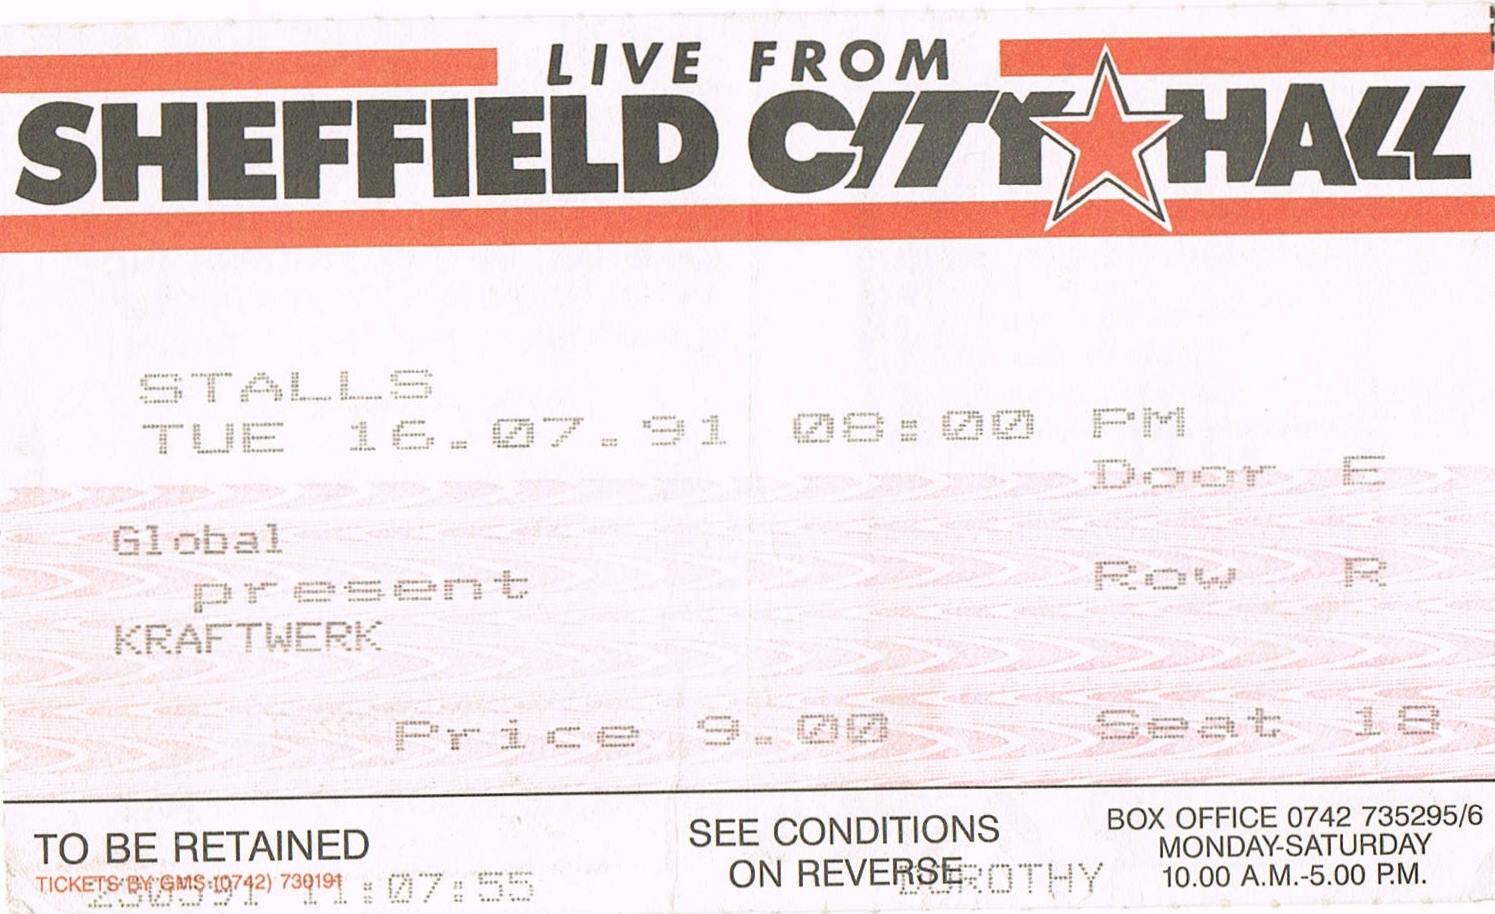 LIVE FROM
SHEFFIELD CITY HALL
STALLS
TUE 16.07.91 08:00 PM
Door E
Global
present
Row R
KRAFTWERK
Price 9.00 Seat 18
TO BE RETAINED
SEE CONDITIONS
ON REVERSE.
BOX OFFICE 0742 735295/6
MONDAY-SATURDAY
10.00 A.M.-5.00 P.M.
TICKETS BY GMS (0742) 730191
11:07:55 DOROTHY